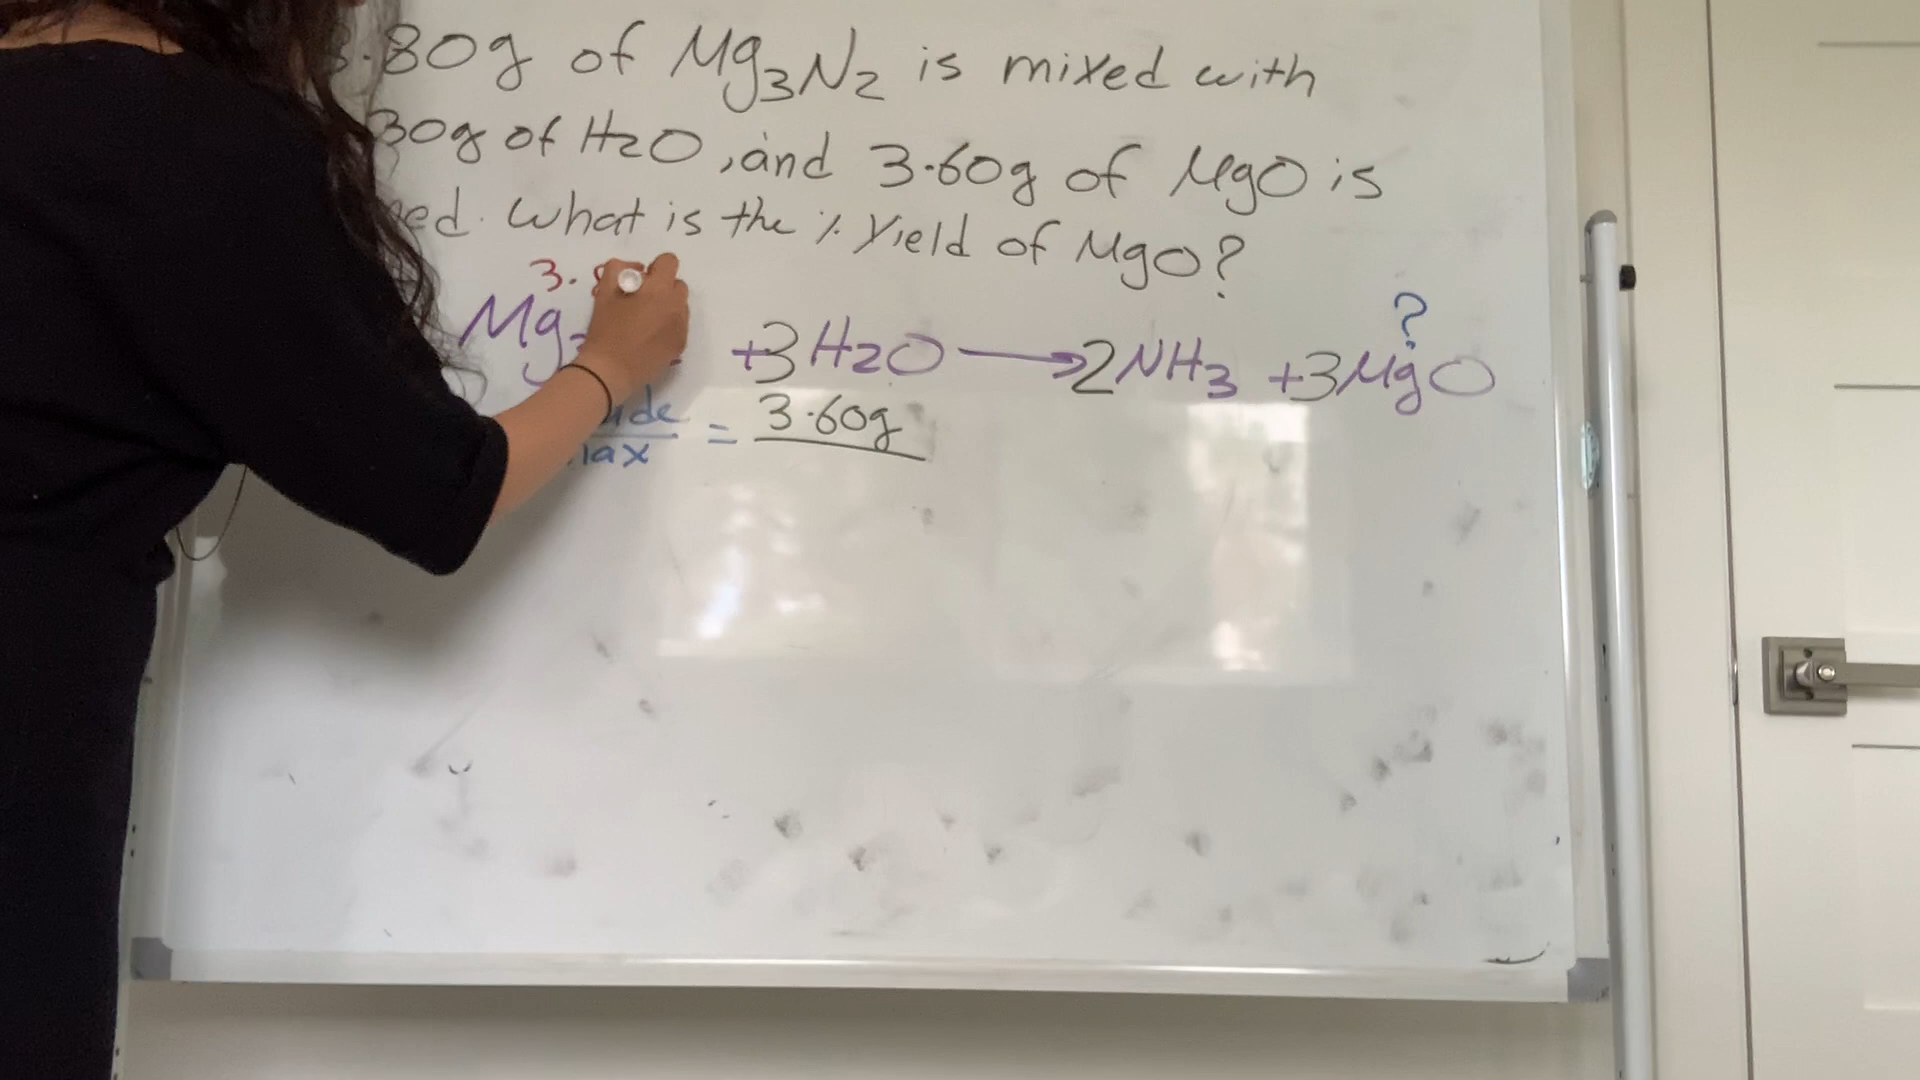 3.80g of Mg3N2 is mixed with
30g of H2O, and 3.60g of MgO is
ed. What is the % Yield of MgO?
3.
?
Mg + 3H2O → 2NH3 + 3MgO
= 3.60g
ax